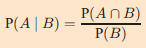 P(A | B) = P(A ∩ B) / P(B)